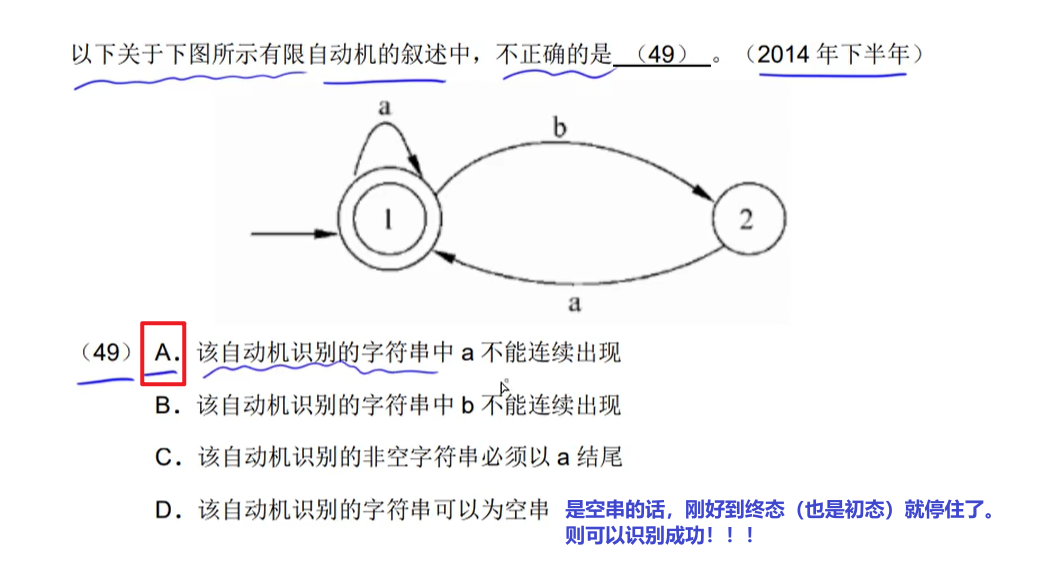 以下关于下图所示有限自动机的叙述中，不正确的是 （49） 。（2014 年下半年）
a
b
1
2
a
（49） A. 该自动机识别的字符串中 a 不能连续出现
B. 该自动机识别的字符串中 b 不能连续出现
C. 该自动机识别的非空字符串必须以 a 结尾
D. 该自动机识别的字符串可以为空串 是空串的话，刚好到终态（也是初态）就停住了。
则可以识别成功！！！